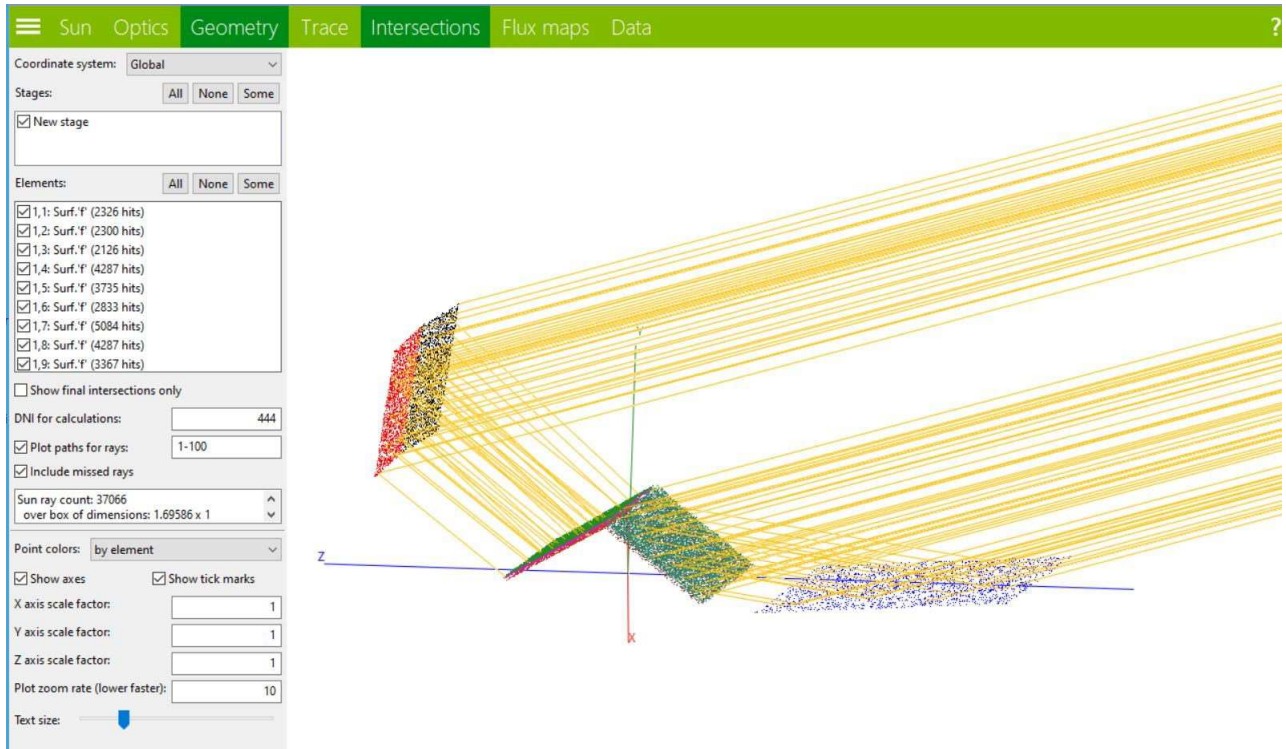 Sun Optics Geometry Trace Intersections Flux maps Data ?
Coordinate system: Global
Stages: All None Some
New stage
Elements: All None Some
1,1: Surf.'f' (2326 hits)
1,2: Surf.'f' (2300 hits)
1,3: Surf.'f' (2126 hits)
1,4: Surf.'f' (4287 hits)
1,5: Surf.'f' (3735 hits)
1,6: Surf.'f' (2833 hits)
1,7: Surf.'f' (5084 hits)
1,8: Surf.'f' (4287 hits)
1,9: Surf.'f' (3367 hits)
Show final intersections only
DNI for calculations: 444
Plot paths for rays: 1-100
Include missed rays
Sun ray count: 37066
over box of dimensions: 1.69586 x 1
Point colors: by element
Show axes Show tick marks
X axis scale factor: 1
Y axis scale factor: 1
Z axis scale factor: 1
Plot zoom rate (lower faster): 10
Text size:
Y
Z
X